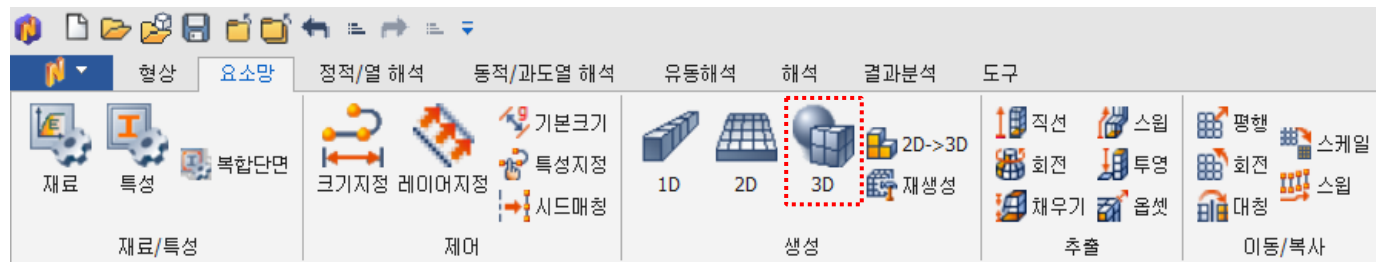 형상 요소망 정적/열 해석 동적/과도열 해석 유동해석 해석 결과분석 도구
재료 특성 복합단면
재료/특성
크기지정 레이어지정 기본크기
특성지정
시드매칭
제어
1D 2D 3D 2D->3D
재생성
생성
직선 스윕
회전 투영
채우기 옵셋
추출
평행 스케일
회전 스윕
대칭
이동/복사